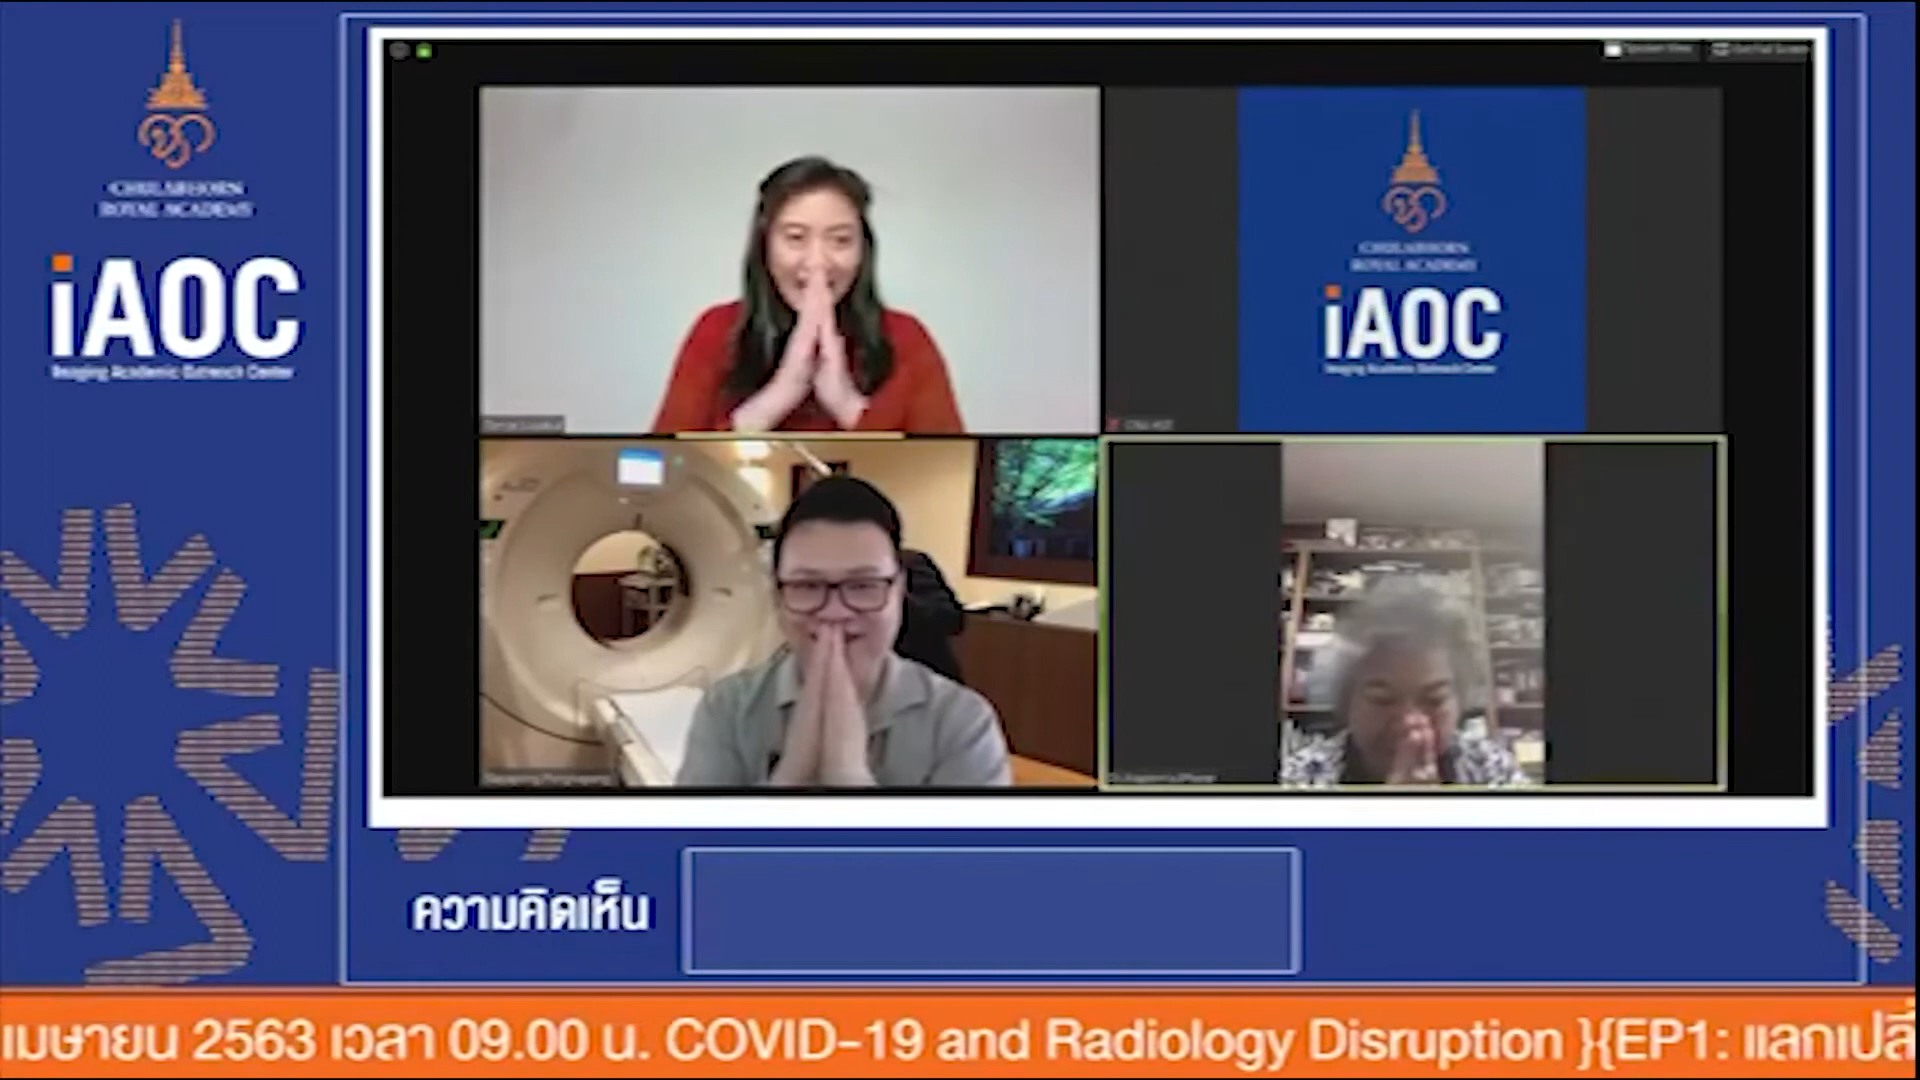 CHULABHORN
ROYAL ACADEMY
iAOC
Imaging Academic Outreach Center
CHULABHORN
ROYAL ACADEMY
iAOC
Imaging Academic Outreach Center
ความคิดเห็น
เมษายน 2563 เวลา 09.00 น. COVID-19 and Radiology Disruption }{EP1: แลกเปลี่